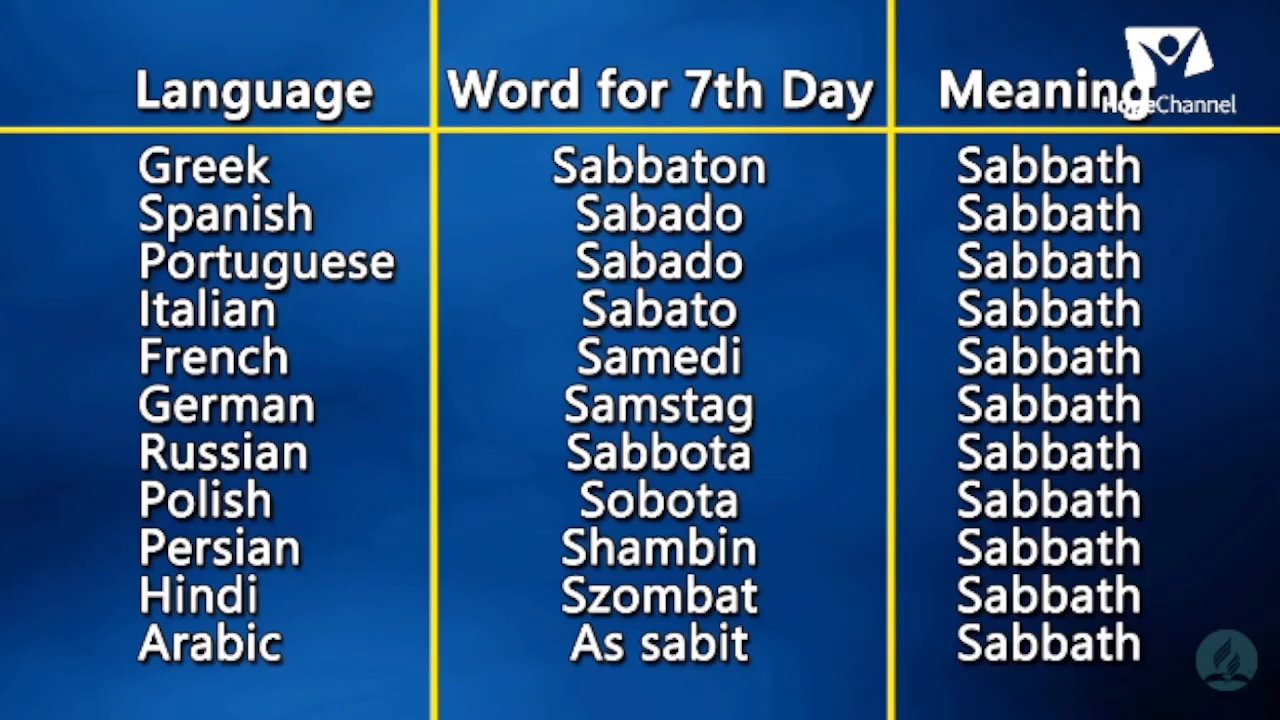 Language Word for 7th Day Meaning
HopeChannel
Greek Sabbaton Sabbath
Spanish Sabado Sabbath
Portuguese Sabado Sabbath
Italian Sabato Sabbath
French Samedi Sabbath
German Samstag Sabbath
Russian Sabbota Sabbath
Polish Sobota Sabbath
Persian Shambin Sabbath
Hindi Szombat Sabbath
Arabic As sabit Sabbath